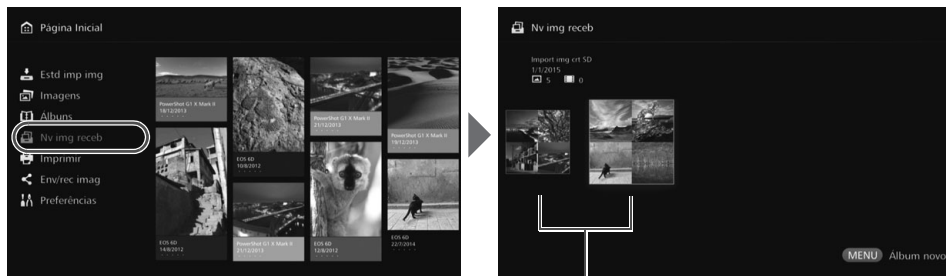 Página Inicial
Estd imp img
Imagens
Álbuns
Nv img receb
Imprimir
Env/rec imag
Preferências
PowerShot G1 X Mark II
18/12/2013
EOS 6D
14/8/2012
EOS 6D
10/8/2012
PowerShot G1 X Mark II
21/12/2013
PowerShot G1 X Mark II
21/12/2013
EOS 6D
12/8/2012
PowerShot G1 X Mark II
19/12/2013
EOS 6D
22/7/2014
Nv img receb
Import img crt SD
1/1/2015
5 0
MENU Álbum novo